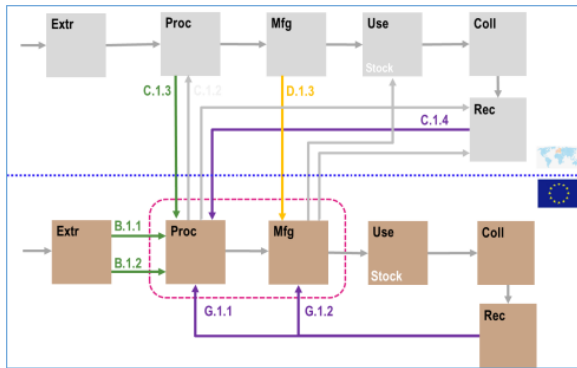 Extr
Proc
Mfg
Use
Stock
Coll
C.1.3
C.1.2
D.1.3
C.1.4
Rec
Extr
B.1.1
B.1.2
Proc
Mfg
Use
Stock
Coll
G.1.1
G.1.2
Rec